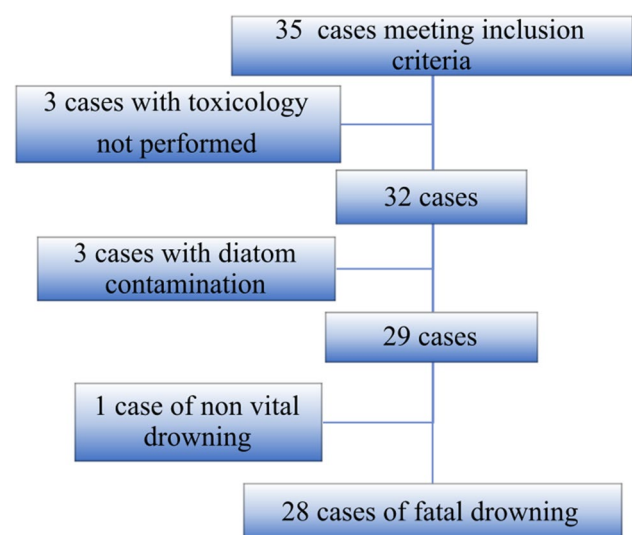 35 cases meeting inclusion
criteria
3 cases with toxicology
not performed
32 cases
3 cases with diatom
contamination
29 cases
1 case of non vital
drowning
28 cases of fatal drowning